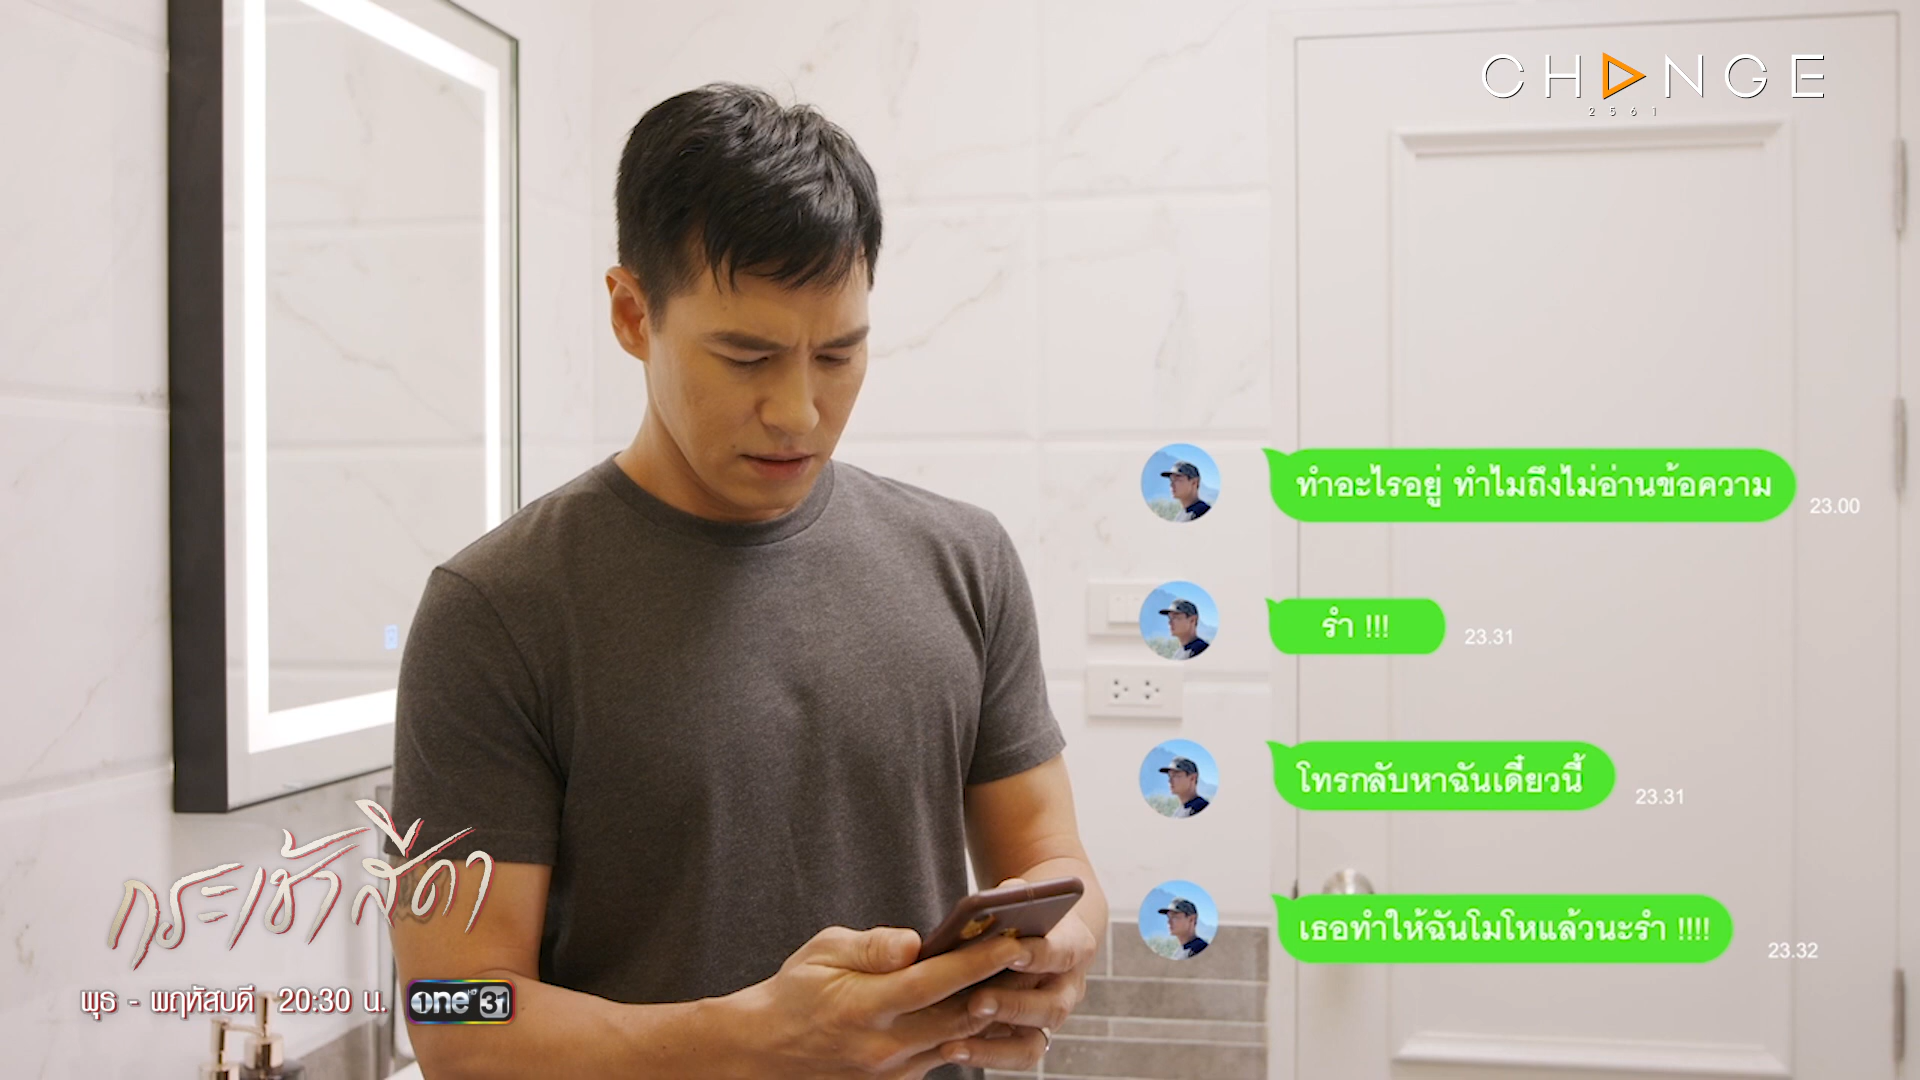 CHANGE
2561
ทำอะไรอยู่ ทำไมถึงไม่อ่านข้อความ
23.00
รำ !!!
23.31
โทรกลับหาฉันเดี๋ยวนี้
23.31
เธอทำให้ฉันโมโหแล้วนะรำ !!!!
23.32
กระเช้าสีดา
พุธ - พฤหัสบดี 20:30 น. one HD 31